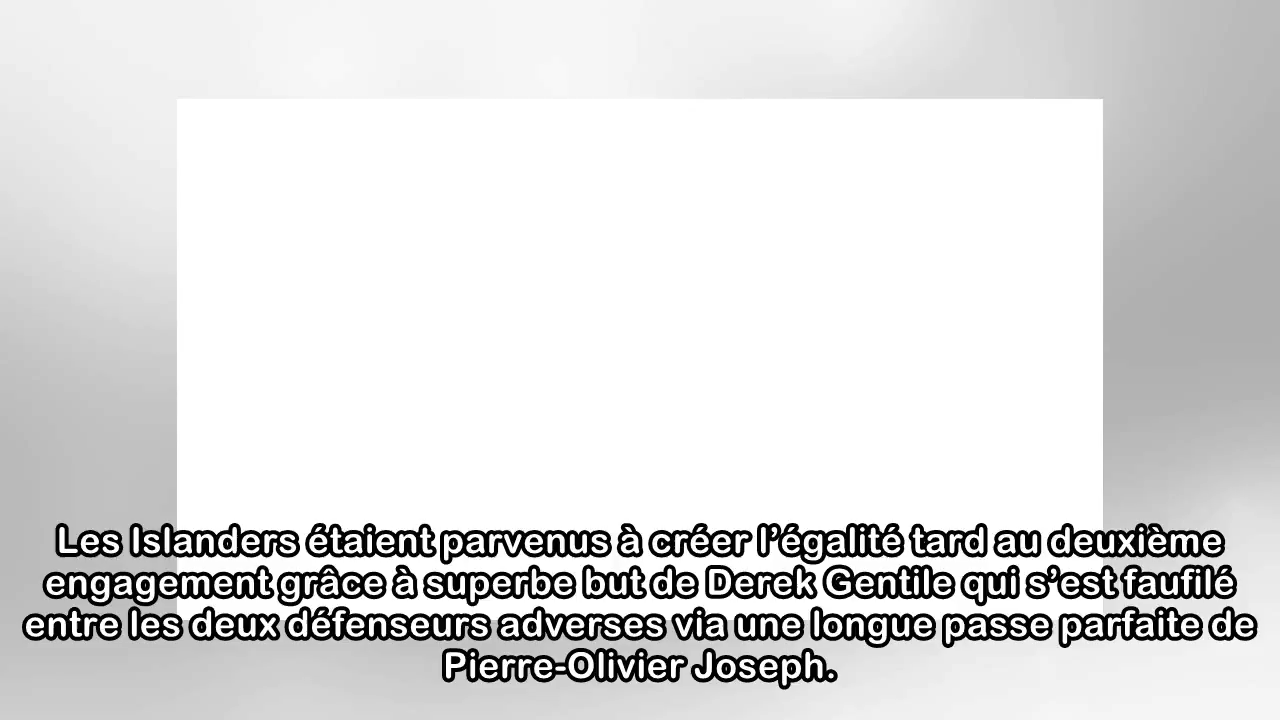 Les Islanders étaient parvenus à créer l’égalité tard au deuxième
engagement grâce à superbe but de Derek Gentile qui s’est faufilé
entre les deux défenseurs adverses via une longue passe parfaite de
Pierre-Olivier Joseph.